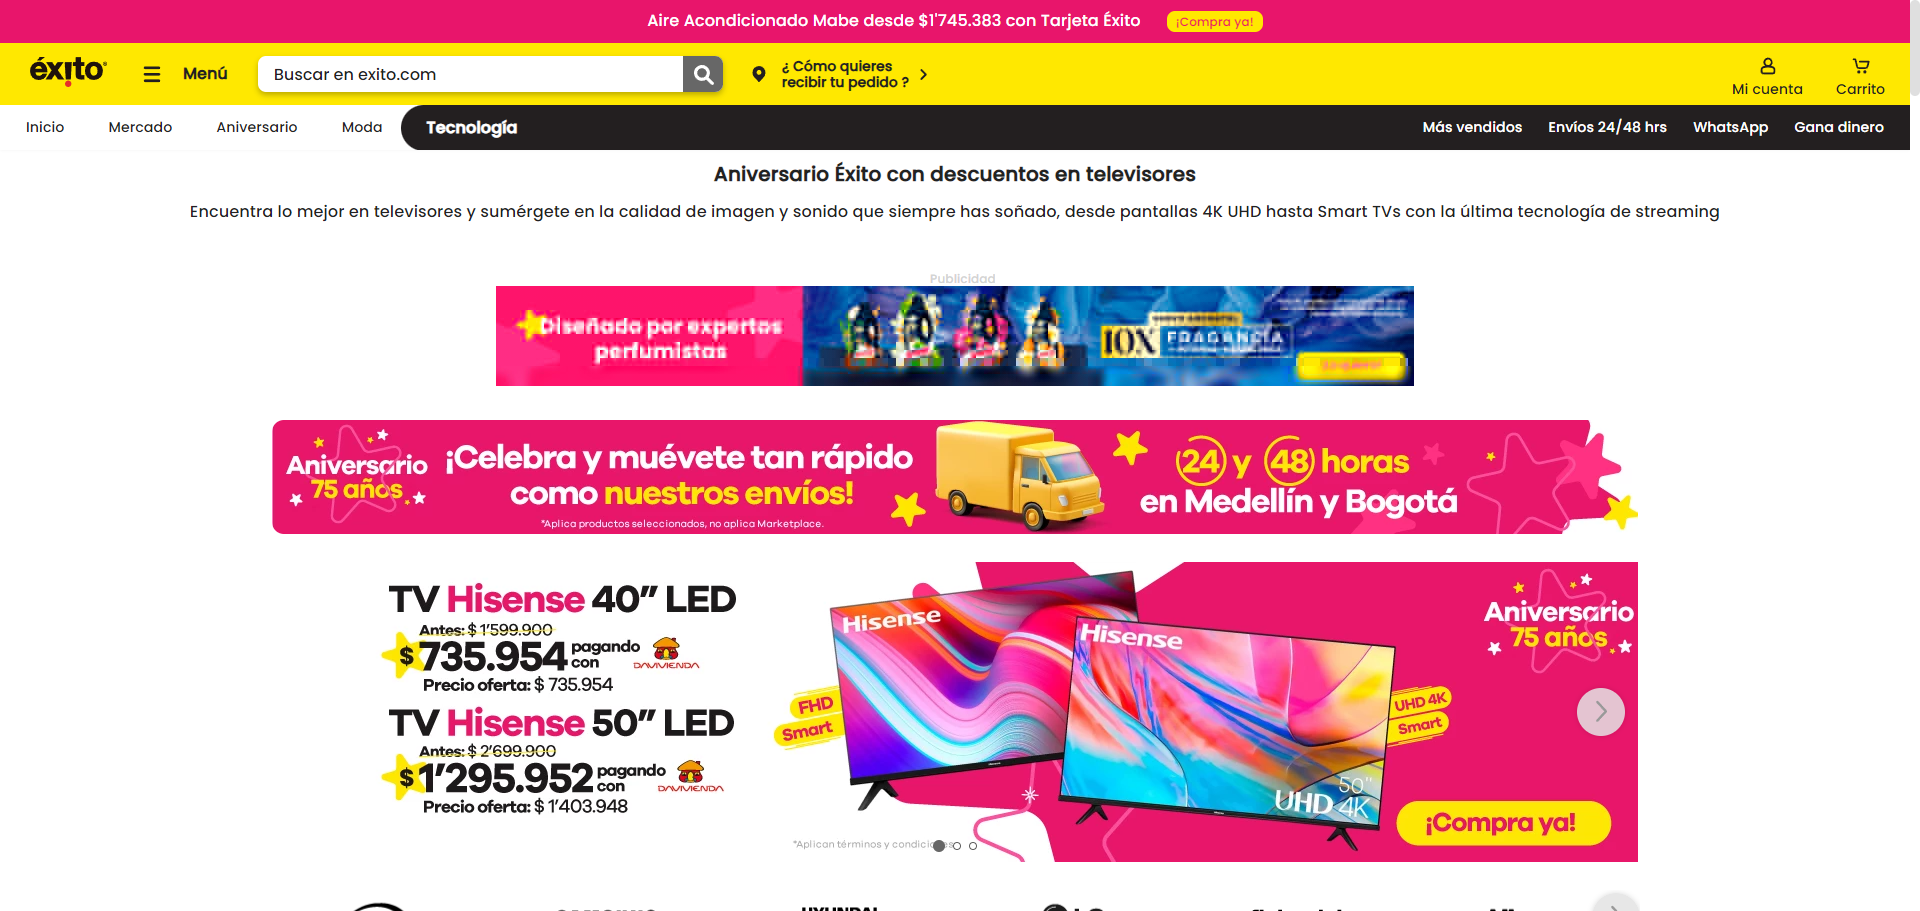 Aire Acondicionado Mabe desde $1'745.383 con Tarjeta Éxito ¡Compra ya!
éxito
Menú
Buscar en exito.com
¿ Cómo quieres
recibir tu pedido ?
Mi cuenta
Carrito
Inicio Mercado Aniversario Moda Tecnología Más vendidos Envíos 24/48 hrs WhatsApp Gana dinero
Aniversario Éxito con descuentos en televisores
Encuentra lo mejor en televisores y sumérgete en la calidad de imagen y sonido que siempre has soñado, desde pantallas 4K UHD hasta Smart TVs con la última tecnología de streaming
Publicidad
Diseñado por expertos
perfumistas
10X FRAGANCIA
Aniversario
75 años
¡Celebra y muévete tan rápido
como nuestros envíos!
*Aplica productos seleccionados, no aplica Marketplace.
24 y 48 horas
en Medellín y Bogotá
TV Hisense 40" LED
Antes: $ 1'599.900
$ 735.954 pagando con DAVIVIENDA
Precio oferta: $ 735.954
TV Hisense 50" LED
Antes: $ 2'699.900
$ 1'295.952 pagando con DAVIVIENDA
Precio oferta: $ 1'403.948
Hisense
FHD
Smart
Hisense
UHD 4K
Smart
50"
UHD 4K
Aniversario
75 años
¡Compra ya!
*Aplican términos y condiciones
HYUNDAI
LG